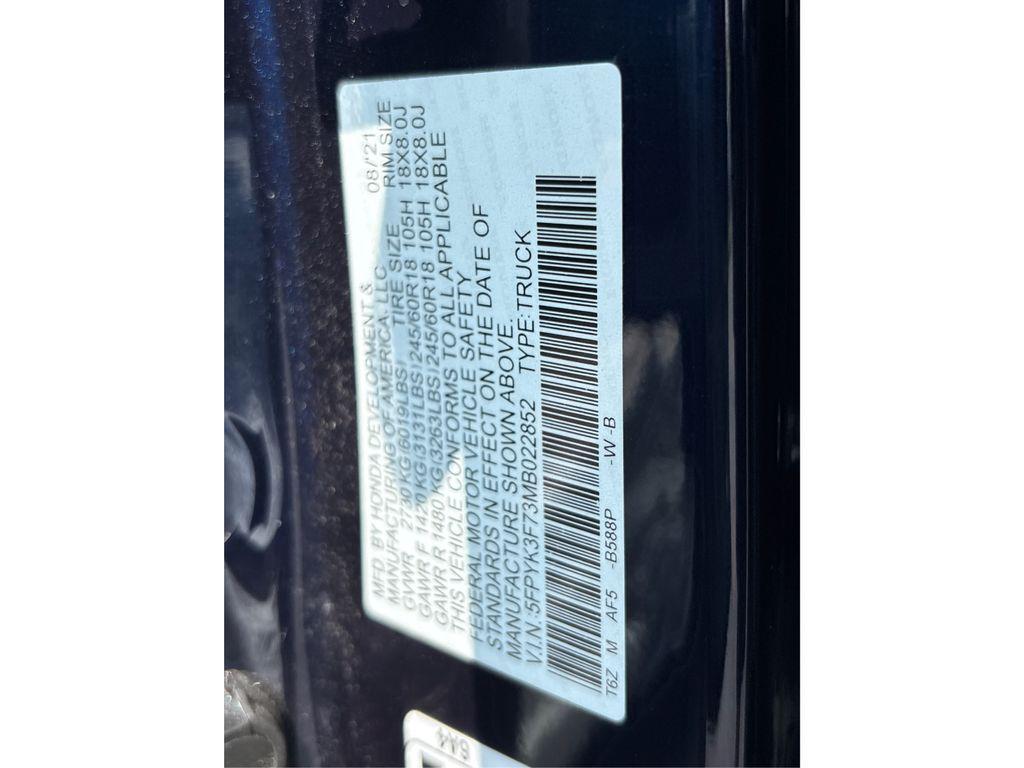 MFD. BY HONDA DEVELOPMENT & 08/'21
MANUFACTURING OF AMERICA, LLC RIM SIZE
GVWR 2730KG(6019LBS) TIRE SIZE
GAWR F 1420KG(3131LBS)245/60R18 105H 18X8.0J
GAWR R 1480KG(3263LBS)245/60R18 105H 18X8.0J
THIS VEHICLE CONFORMS TO ALL APPLICABLE
FEDERAL MOTOR VEHICLE SAFETY
STANDARDS IN EFFECT ON THE DATE OF
MANUFACTURE SHOWN ABOVE.
V.I.N.:5FPYK3F73MB022852 TYPE:TRUCK
T6Z M AF5 -B588P -W -B
6A4